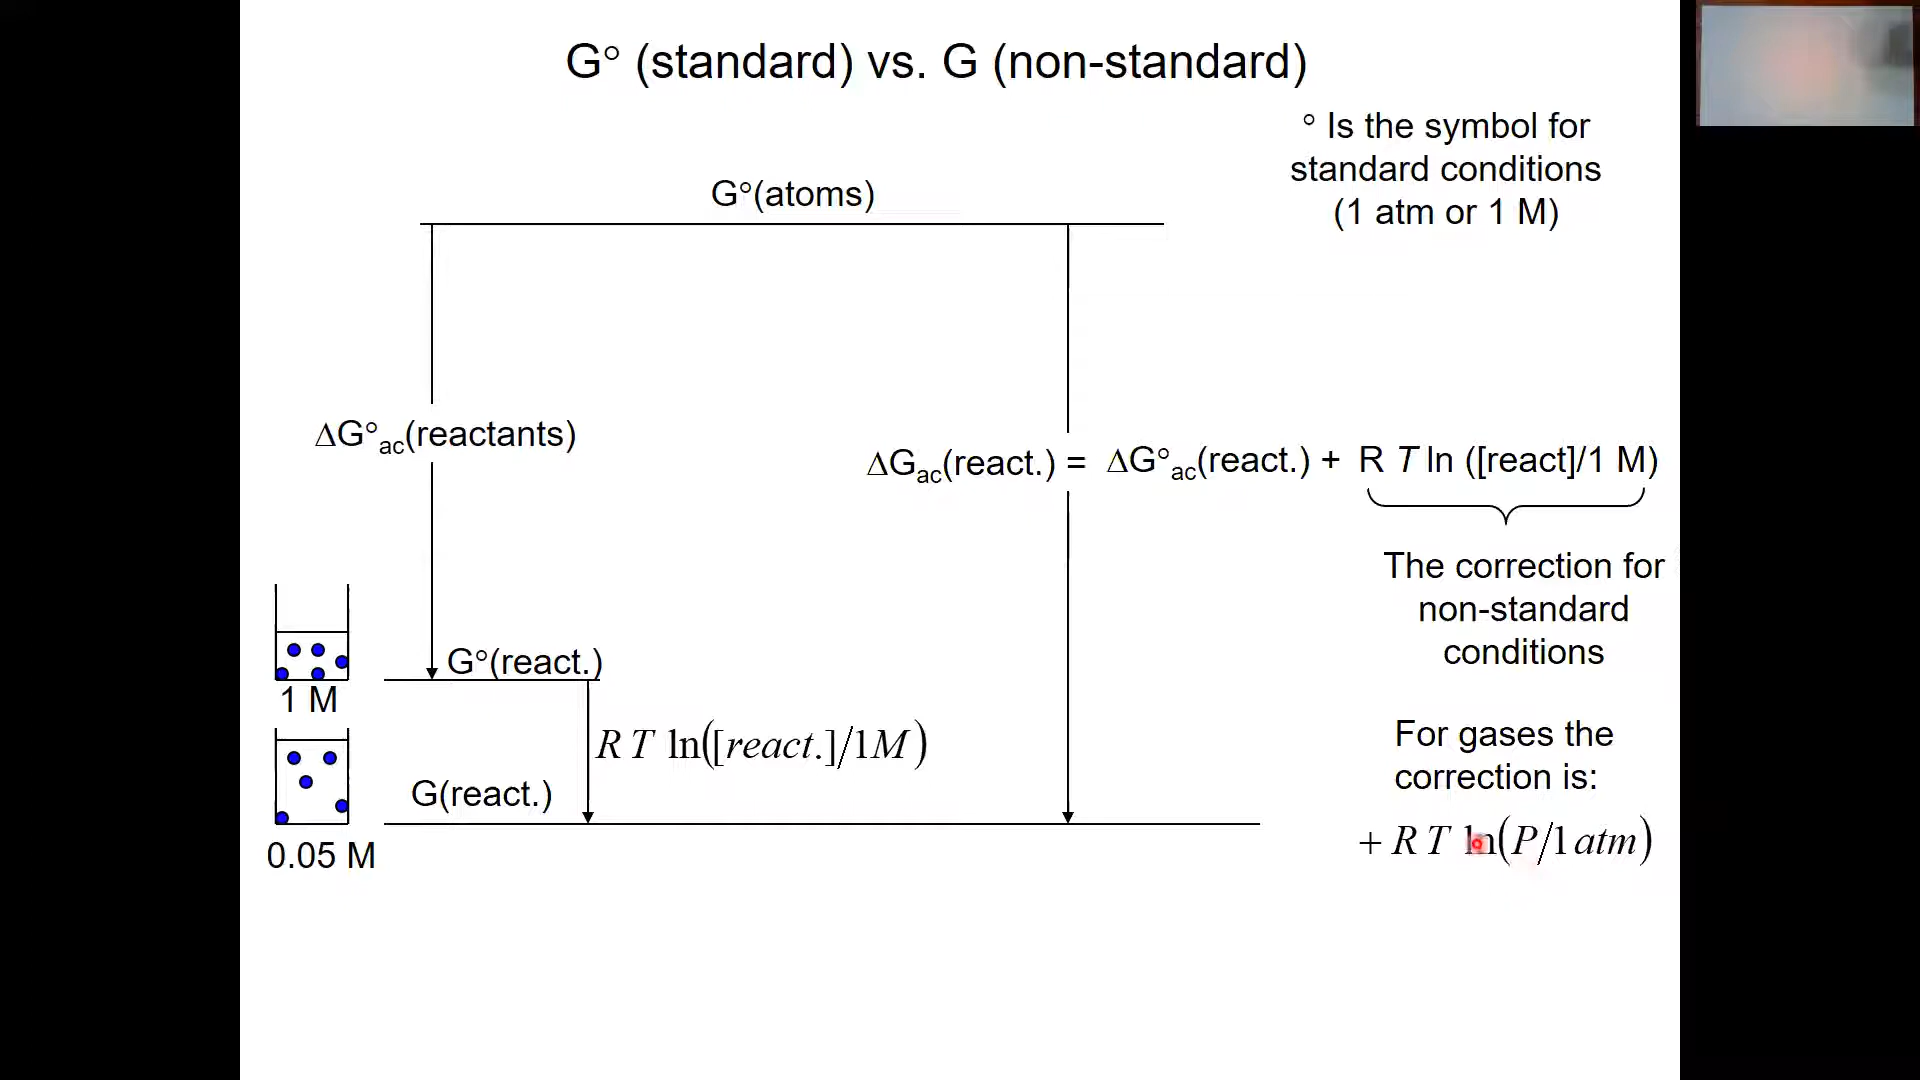 G° (standard) vs. G (non-standard)
° Is the symbol for
standard conditions
(1 atm or 1 M)
G°(atoms)
ΔG°ac(reactants)
ΔGac(react.) = ΔG°ac(react.) + R T ln ([react]/1 M)
The correction for
non-standard
conditions
G°(react.)
1 M
R T ln([react.]/1M)
G(react.)
0.05 M
For gases the
correction is:
+ R T ln(P/1 atm)